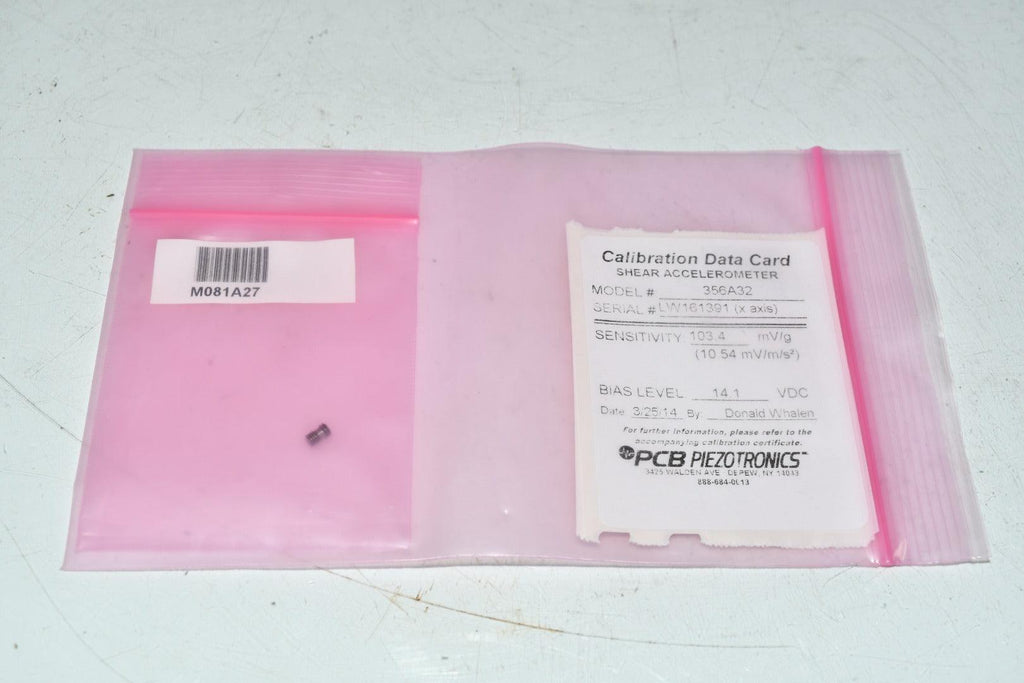 M081A27
Calibration Data Card
SHEAR ACCELEROMETER
MODEL # 356A32
SERIAL # LW161391 (x axis)
SENSITIVITY 103.4 mV/g
(10.54 mV/m/s²)
BIAS LEVEL 14.1 VDC
Date: 3/25/14 By: Donald Whalen
For further information, please refer to the
accompanying calibration certificate.
PCB PIEZOTRONICS™
3425 WALDEN AVE DEPEW, NY 14043
888-684-0013